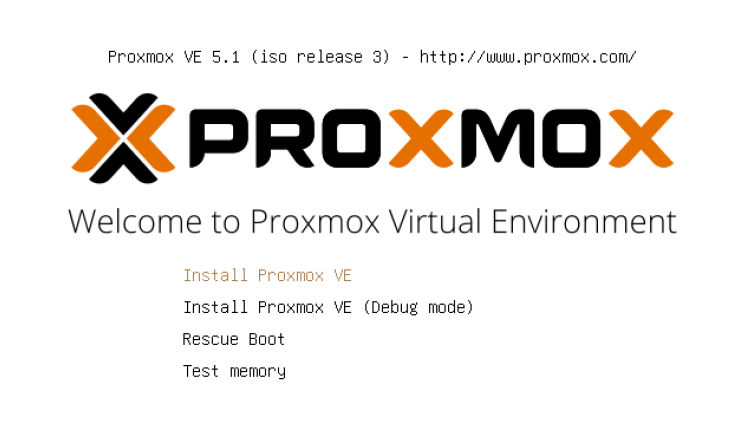 Proxmox VE 5.1 (iso release 3) - http://www.proxmox.com/
PROXMOX
Welcome to Proxmox Virtual Environment
Install Proxmox VE
Install Proxmox VE (Debug mode)
Rescue Boot
Test memory